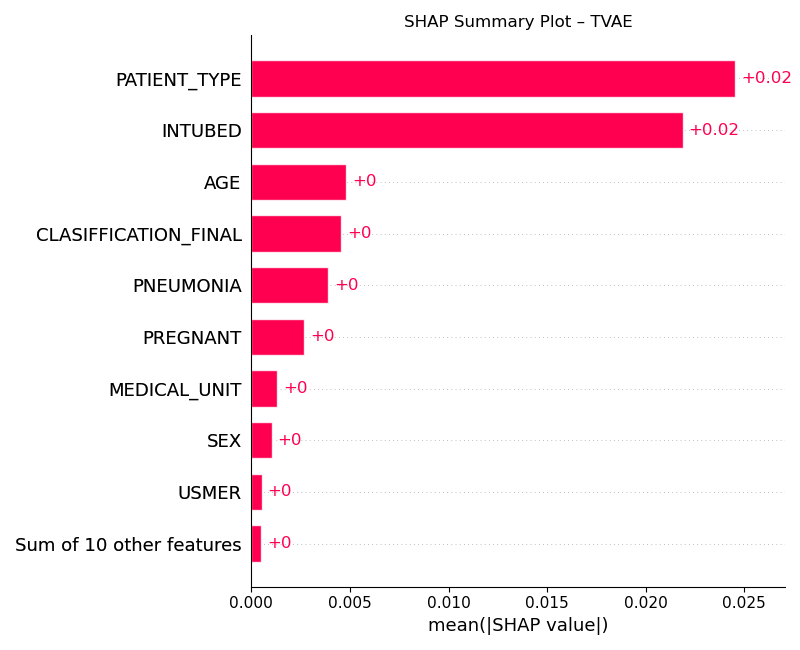 SHAP Summary Plot – TVAE
PATIENT_TYPE +0.02
INTUBED +0.02
AGE +0
CLASIFFICATION_FINAL +0
PNEUMONIA +0
PREGNANT +0
MEDICAL_UNIT +0
SEX +0
USMER +0
Sum of 10 other features +0
0.000 0.005 0.010 0.015 0.020 0.025
mean(|SHAP value|)